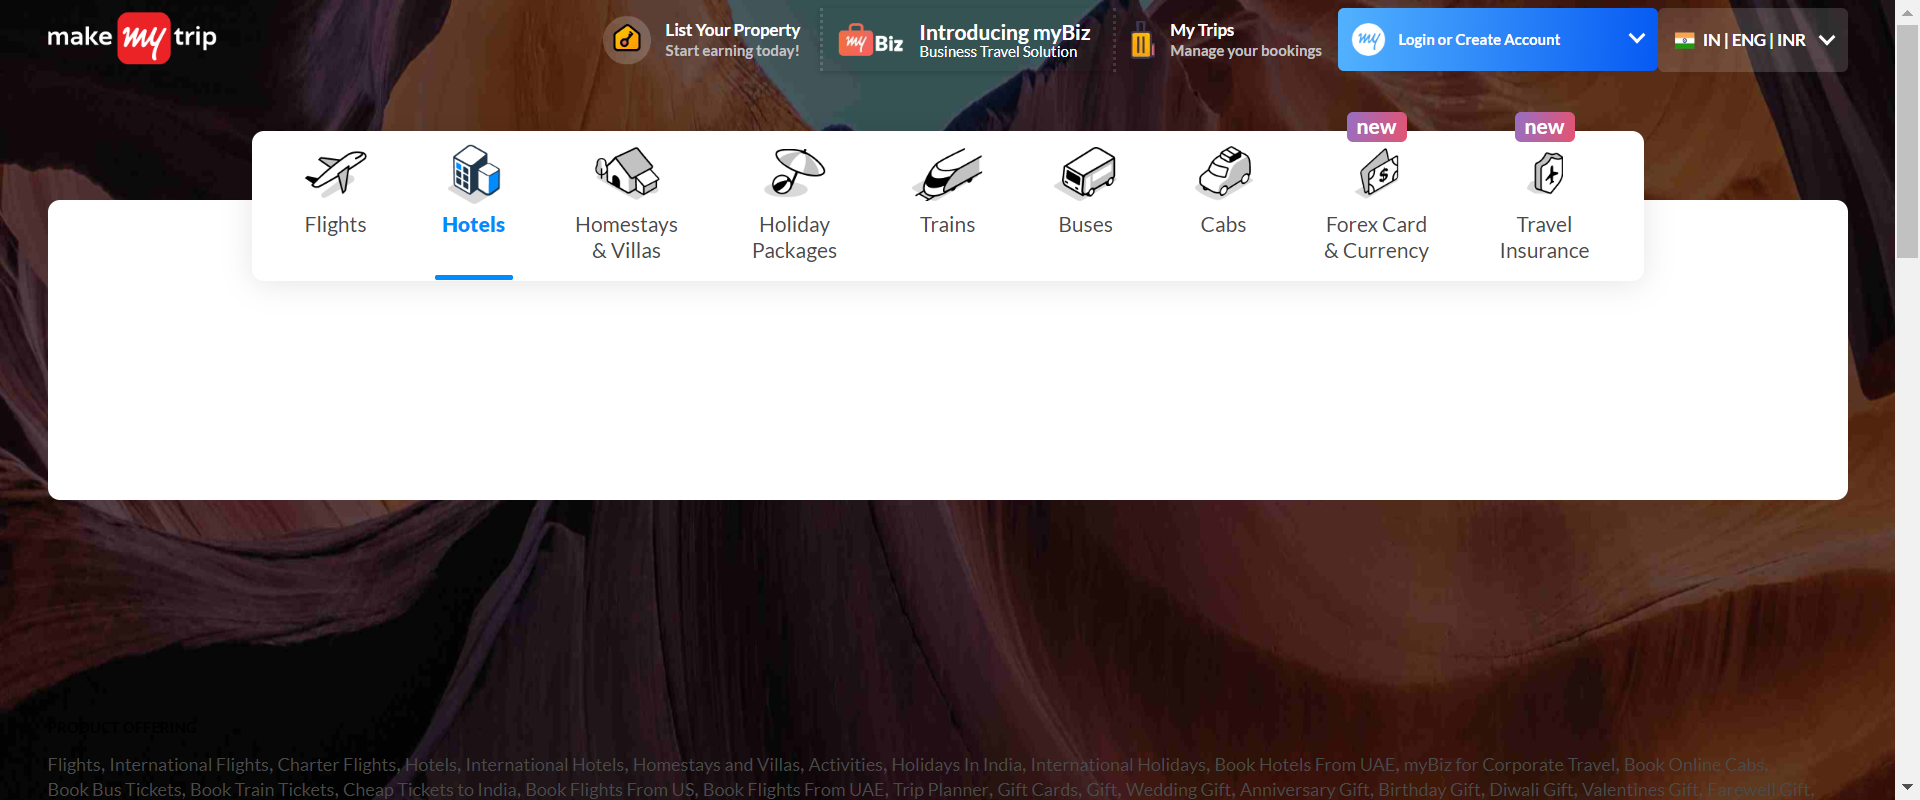 make my trip
List Your Property
Start earning today!
my Biz
Introducing myBiz
Business Travel Solution
My Trips
Manage your bookings
my
Login or Create Account
IN | ENG | INR
new
new
Flights
Hotels
Homestays
& Villas
Holiday
Packages
Trains
Buses
Cabs
Forex Card
& Currency
Travel
Insurance
PRODUCT OFFERING
Flights, International Flights, Charter Flights, Hotels, International Hotels, Homestays and Villas, Activities, Holidays In India, International Holidays, Book Hotels From UAE, myBiz for Corporate Travel, Book Online Cabs,
Book Bus Tickets, Book Train Tickets, Cheap Tickets to India, Book Flights From US, Book Flights From UAE, Trip Planner, Gift Cards, Gift, Wedding Gift, Anniversary Gift, Birthday Gift, Diwali Gift, Valentines Gift, Farewell Gift,